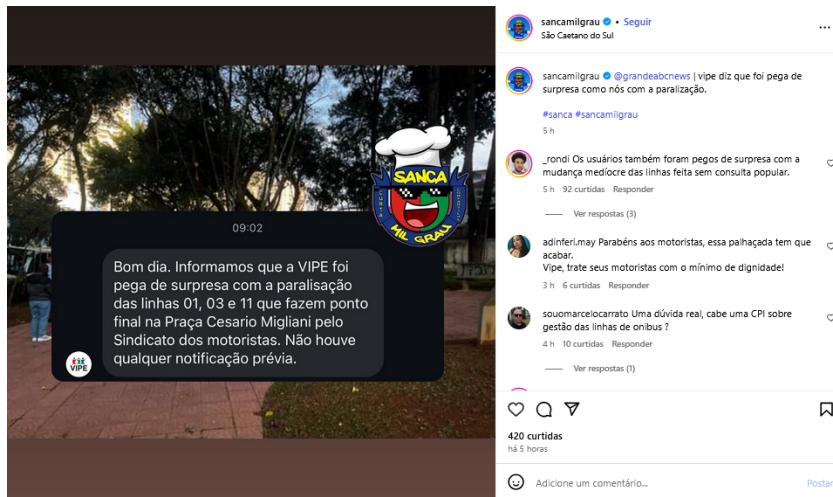 09:02
Bom dia. Informamos que a VIPE foi
pega de surpresa com a paralisação
das linhas 01, 03 e 11 que fazem ponto
final na Praça Cesario Migliani pelo
Sindicato dos motoristas. Não houve
qualquer notificação prévia.
VIPE
SANCA
MIL GRAU
sancamilgrau • Seguir
São Caetano do Sul
sancamilgrau @grandeabcnews | vipe diz que foi pega de
surpresa como nós com a paralização.
#sanca #sancamilgrau
5 h
_rondi Os usuários também foram pegos de surpresa com a
mudança medíocre das linhas feita sem consulta popular.
5 h 92 curtidas Responder
Ver respostas (3)
adinferi.may Parabéns aos motoristas, essa palhaçada tem que
acabar.
Vipe, trate seus motoristas com o mínimo de dignidade!
3 h 6 curtidas Responder
souomarcelocarrato Uma dúvida real, cabe uma CPI sobre
gestão das linhas de onibus ?
4 h 10 curtidas Responder
Ver respostas (1)
420 curtidas
há 5 horas
Adicione um comentário...
Postar